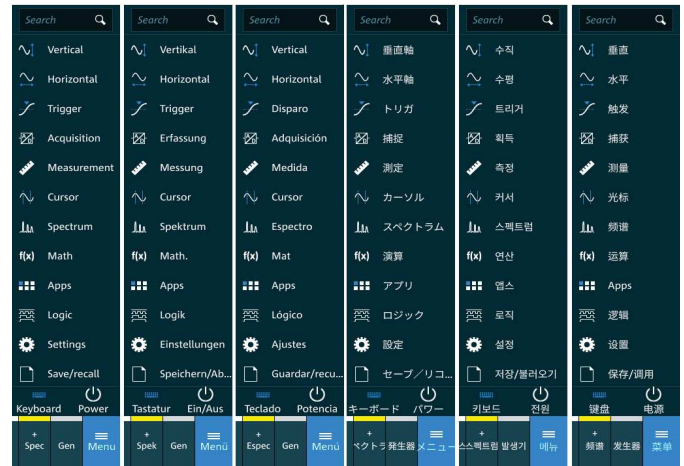 Search
Vertical
Horizontal
Trigger
Acquisition
Measurement
Cursor
Spectrum
f(x) Math
Apps
Logic
Settings
Save/recall
Keyboard Power
+
Spec Gen Menu
Search
Vertikal
Horizontal
Trigger
Erfassung
Messung
Cursor
Spektrum
f(x) Math.
Apps
Logik
Einstellungen
Speichern/Ab...
Tastatur Ein/Aus
+
Spek Gen Menü
Search
Vertical
Horizontal
Disparo
Adquisición
Medida
Cursor
Espectro
f(x) Mat
Apps
Lógico
Ajustes
Guardar/recu...
Teclado Potencia
+
Espec Gen Menú
Search
垂直軸
水平軸
トリガ
捕捉
測定
カーソル
スペクトラム
f(x) 演算
アプリ
ロジック
設定
セーブ／リコ...
キーボード パワー
+
ペクトラ 発生器 メニュー
Search
수직
수평
트리거
획득
측정
커서
스펙트럼
f(x) 연산
앱스
로직
설정
저장/불러오기
키보드 전원
+
스펙트럼 발생기 메뉴
Search
垂直
水平
触发
捕获
测量
光标
频谱
f(x) 运算
Apps
逻辑
设置
保存/调用
键盘 电源
+
频谱 发生器 菜单